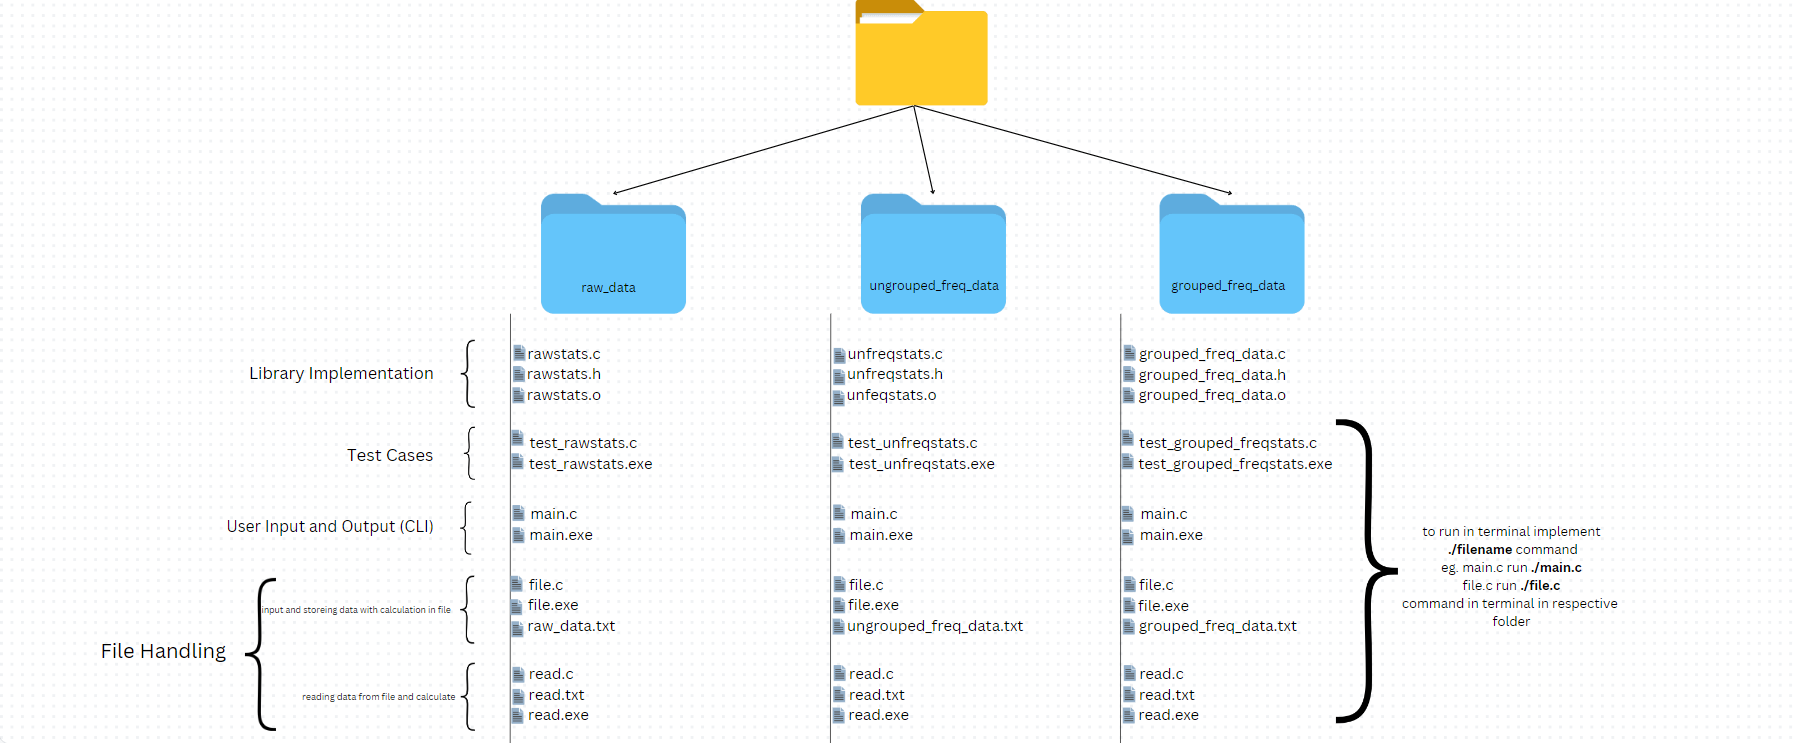 raw_data
ungrouped_freq_data
grouped_freq_data
Library Implementation
rawstats.c
rawstats.h
rawstats.o
unfreqstats.c
unfreqstats.h
unfeqstats.o
grouped_freq_data.c
grouped_freq_data.h
grouped_freq_data.o
Test Cases
test_rawstats.c
test_rawstats.exe
test_unfreqstats.c
test_unfreqstats.exe
test_grouped_freqstats.c
test_grouped_freqstats.exe
User Input and Output (CLI)
main.c
main.exe
main.c
main.exe
main.c
main.exe
File Handling
input and storeing data with calculation in file
file.c
file.exe
raw_data.txt
file.c
file.exe
ungrouped_freq_data.txt
file.c
file.exe
grouped_freq_data.txt
reading data from file and calculate
read.c
read.txt
read.exe
read.c
read.txt
read.exe
read.c
read.txt
read.exe
to run in terminal implement
./filename command
eg. main.c run ./main.c
file.c run ./file.c
command in terminal in respective
folder